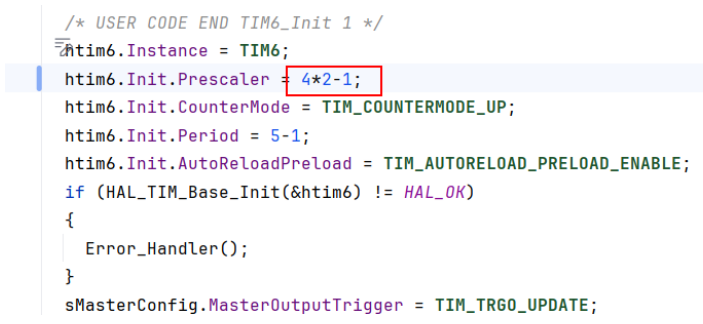 /* USER CODE END TIM6_Init 1 */
htim6.Instance = TIM6;
htim6.Init.Prescaler = 4*2-1;
htim6.Init.CounterMode = TIM_COUNTERMODE_UP;
htim6.Init.Period = 5-1;
htim6.Init.AutoReloadPreload = TIM_AUTORELOAD_PRELOAD_ENABLE;
if (HAL_TIM_Base_Init(&htim6) != HAL_OK)
{
Error_Handler();
}
sMasterConfig.MasterOutputTrigger = TIM_TRGO_UPDATE;